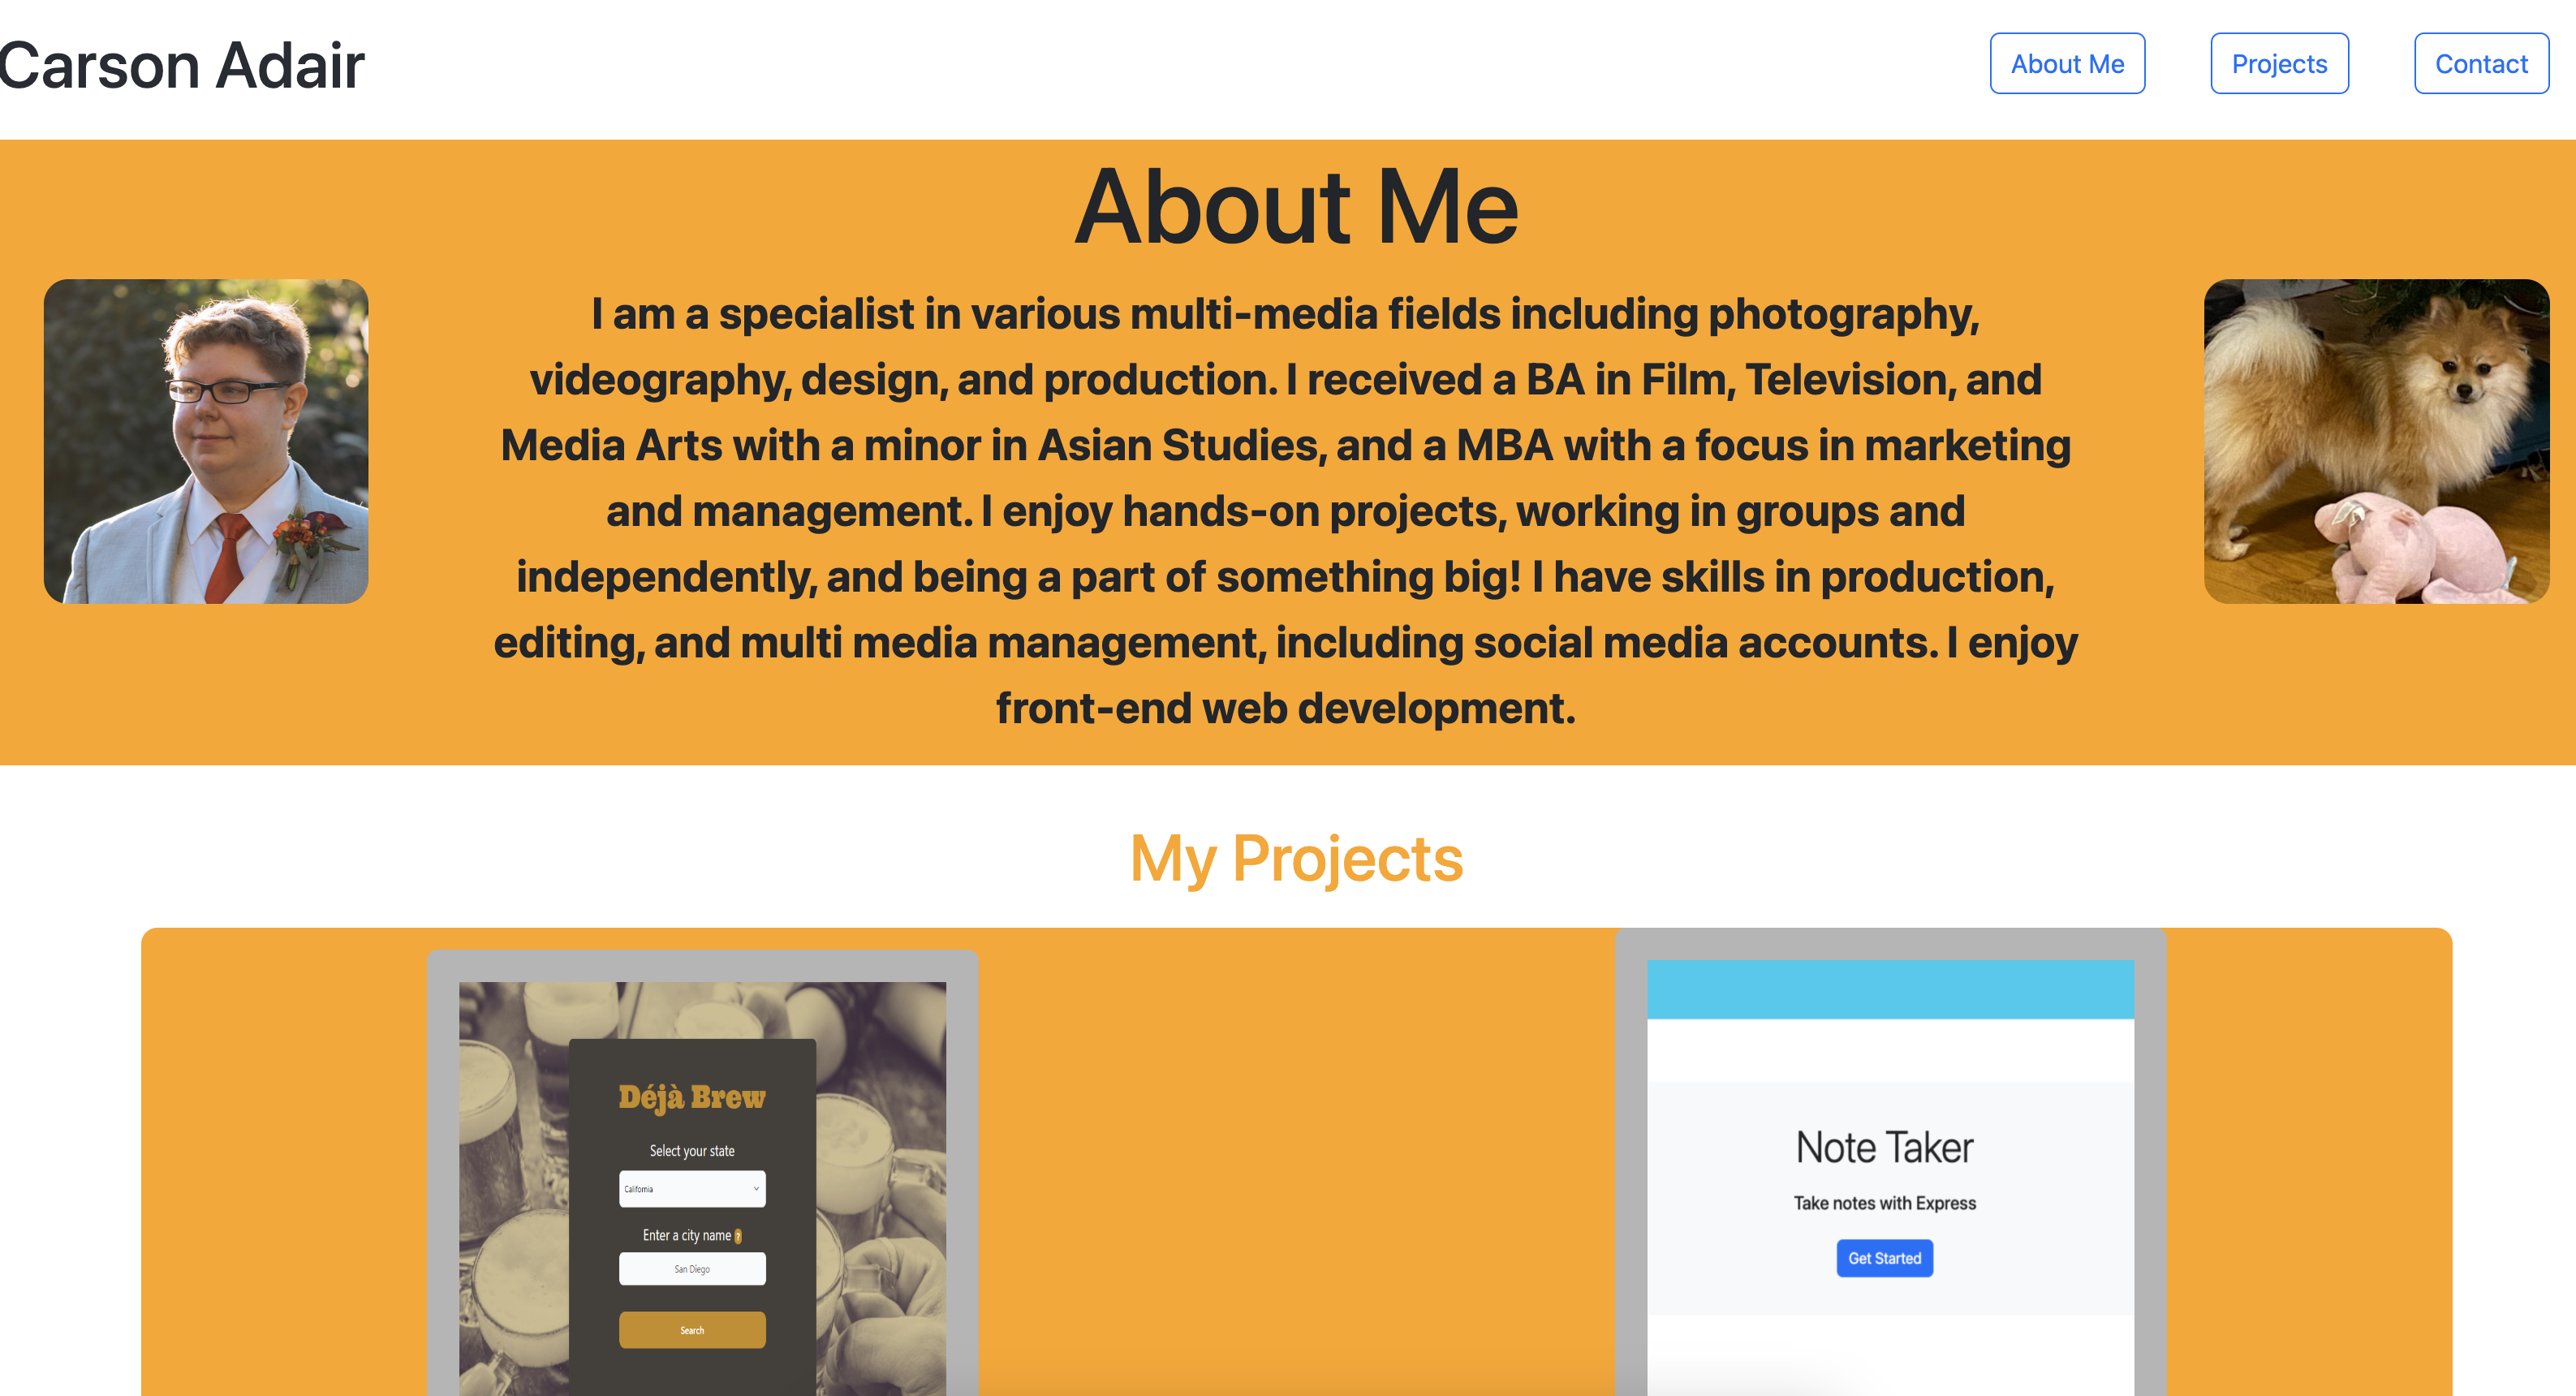 Carson Adair
About Me
Projects
Contact
About Me
I am a specialist in various multi-media fields including photography,
videography, design, and production. I received a BA in Film, Television, and
Media Arts with a minor in Asian Studies, and a MBA with a focus in marketing
and management. I enjoy hands-on projects, working in groups and
independently, and being a part of something big! I have skills in production,
editing, and multi media management, including social media accounts. I enjoy
front-end web development.
My Projects
Déjà Brew
Select your state
California
Enter a city name ?
San Diego
Search
Note Taker
Take notes with Express
Get Started